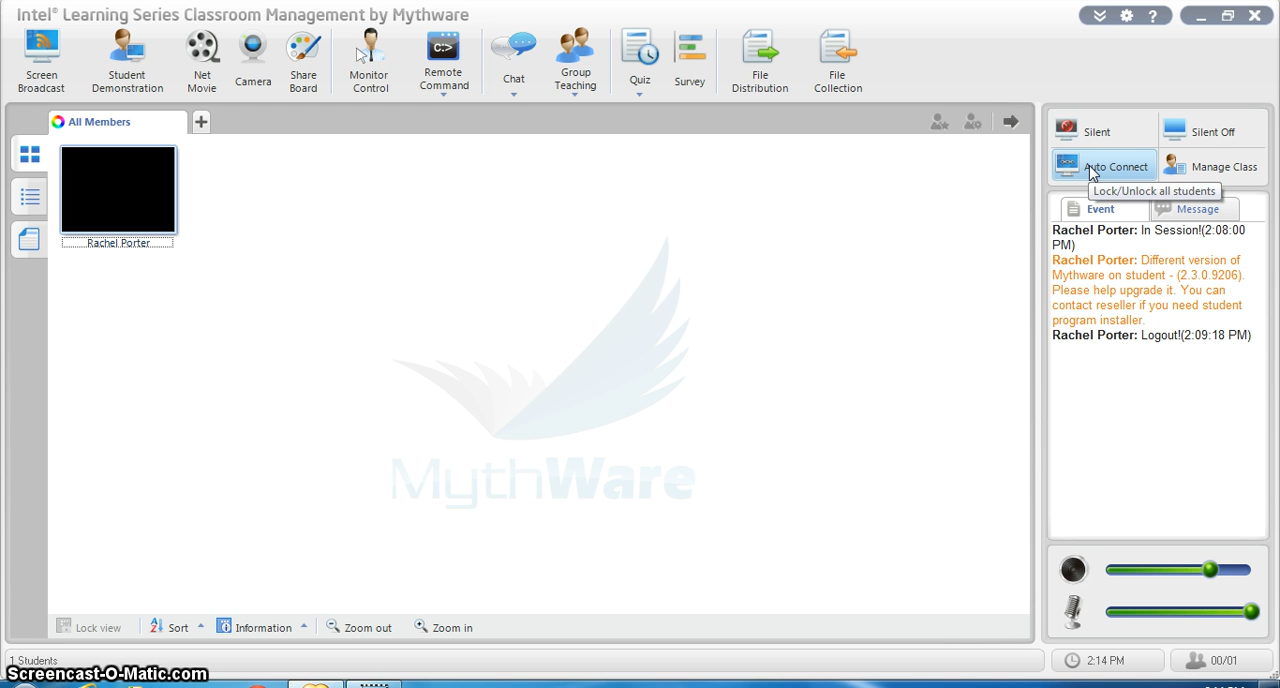 Intel® Learning Series Classroom Management by Mythware
Screen Broadcast
Student Demonstration
Net Movie
Camera
Share Board
Monitor Control
Remote Command
Chat
Group Teaching
Quiz
Survey
File Distribution
File Collection
All Members
Silent
Silent Off
Auto Connect
Manage Class
Lock/Unlock all students
Event
Message
Rachel Porter
Rachel Porter: In Session!(2:08:00
PM)
Rachel Porter: Different version of
Mythware on student - (2.3.0.9206).
Please help upgrade it. You can
contact reseller if you need student
program installer.
Rachel Porter: Logout!(2:09:18 PM)
MythWare
Lock view
Sort
Information
Zoom out
Zoom in
1 Students
2:14 PM
00/01
Screencast-O-Matic.com